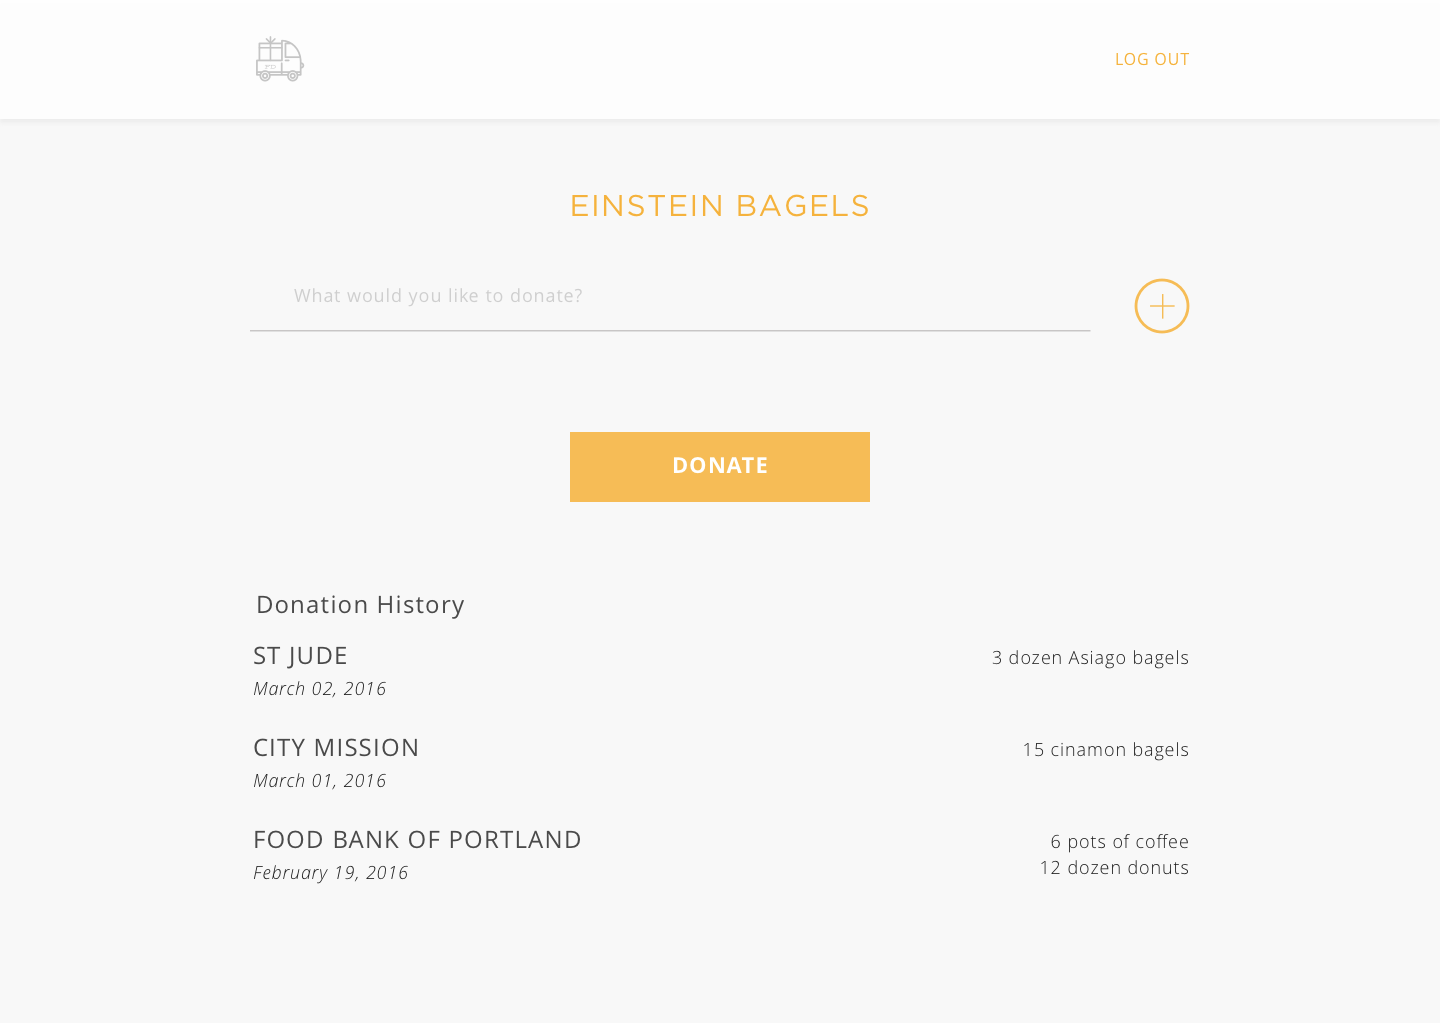 LOG OUT
EINSTEIN BAGELS
What would you like to donate?
DONATE
Donation History
ST JUDE
3 dozen Asiago bagels
March 02, 2016
CITY MISSION
15 cinamon bagels
March 01, 2016
FOOD BANK OF PORTLAND
6 pots of coffee
February 19, 2016
12 dozen donuts